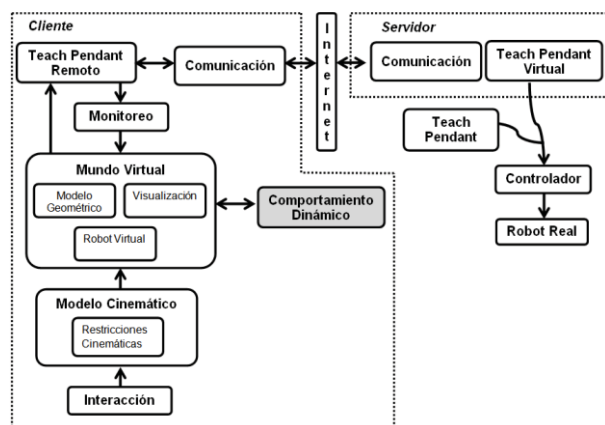 Cliente
Teach Pendant
Remoto
Comunicación
Monitoreo
Mundo Virtual
Modelo
Geométrico
Visualización
Robot Virtual
Comportamiento
Dinámico
Modelo Cinemático
Restricciones
Cinemáticas
Interacción
Internet
Servidor
Comunicación
Teach Pendant
Virtual
Teach
Pendant
Controlador
Robot Real